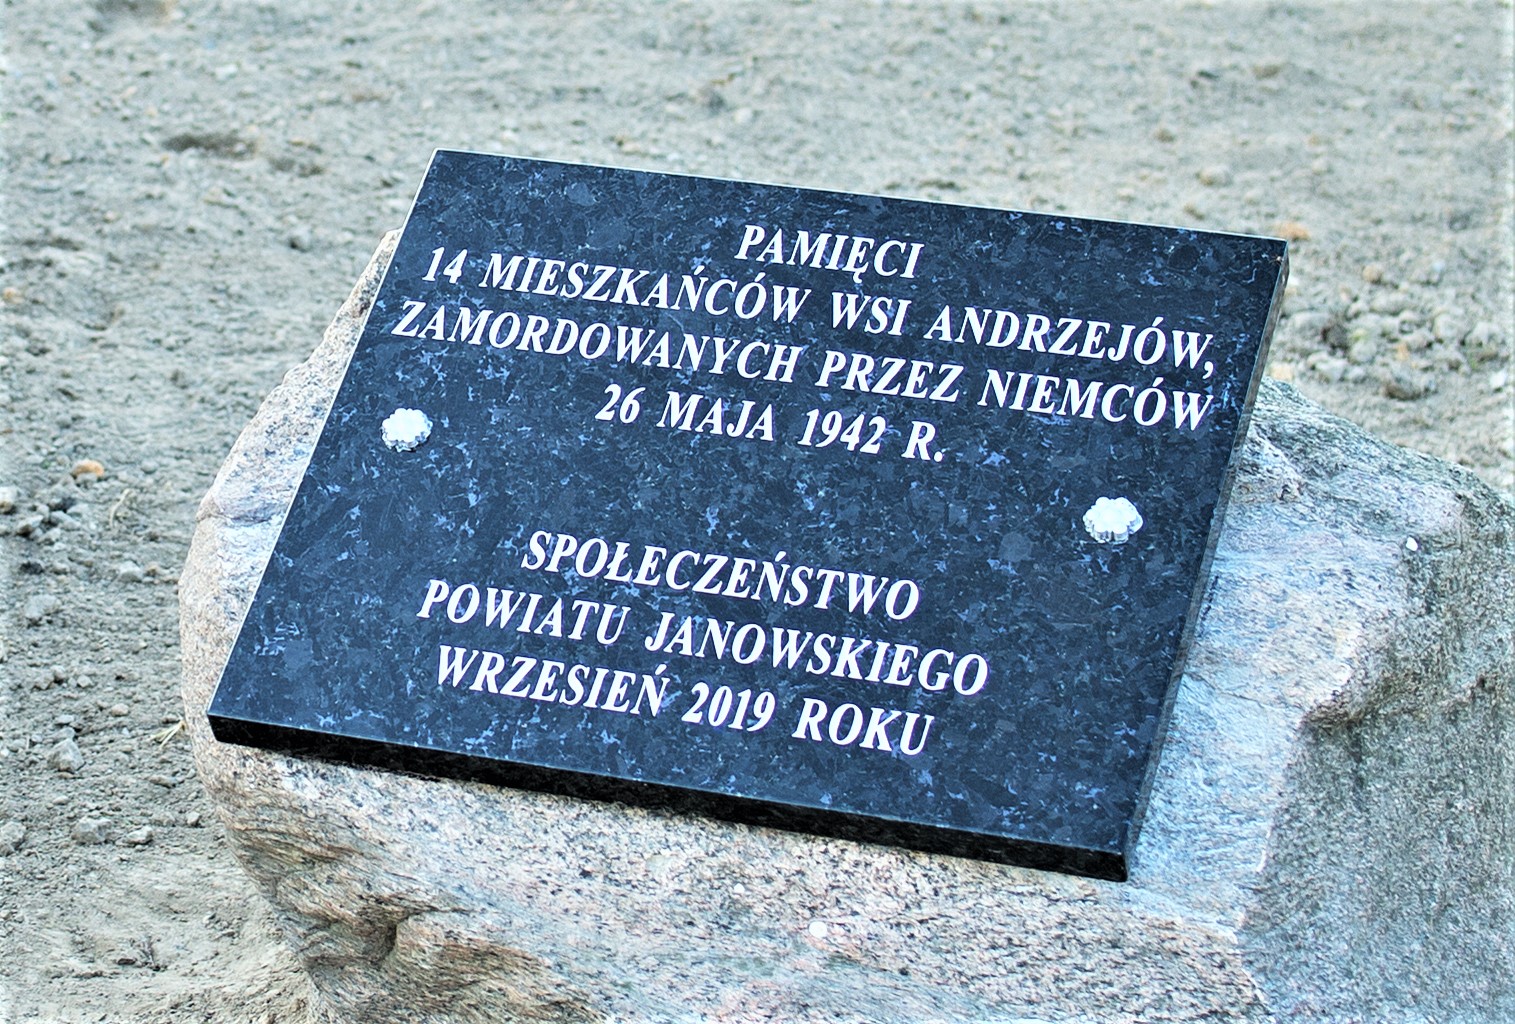 PAMIĘCI
14 MIESZKAŃCÓW WSI ANDRZEJÓW,
ZAMORDOWANYCH PRZEZ NIEMCÓW
26 MAJA 1942 R.
SPOŁECZEŃSTWO
POWIATU JANOWSKIEGO
WRZESIEŃ 2019 ROKU